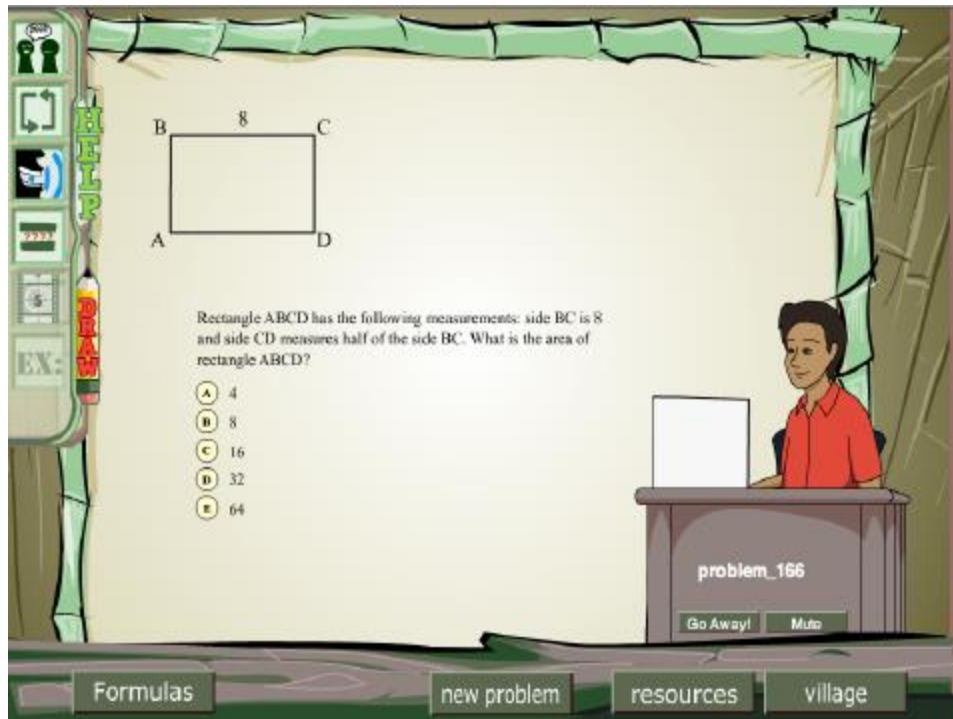 HELP
DRAW
????
EX:
8
B
C
A
D
Rectangle ABCD has the following measurements: side BC is 8
and side CD measures half of the side BC. What is the area of
rectangle ABCD?
A 4
B 8
C 16
D 32
E 64
problem_166
Go Away! Mute
Formulas new problem resources village